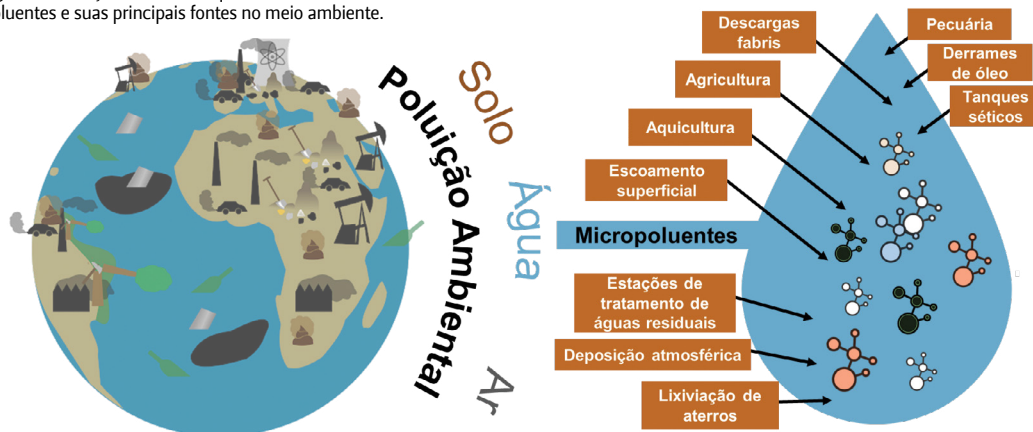 poluentes e suas principais fontes no meio ambiente.
Solo
Poluição Ambiental
Água
Ar
Descargas
fabris
Pecuária
Derrames
de óleo
Agricultura
Tanques
séticos
Aquicultura
Escoamento
superficial
Micropoluentes
Estações de
tratamento de
águas residuais
Deposição atmosférica
Lixiviação de
aterros